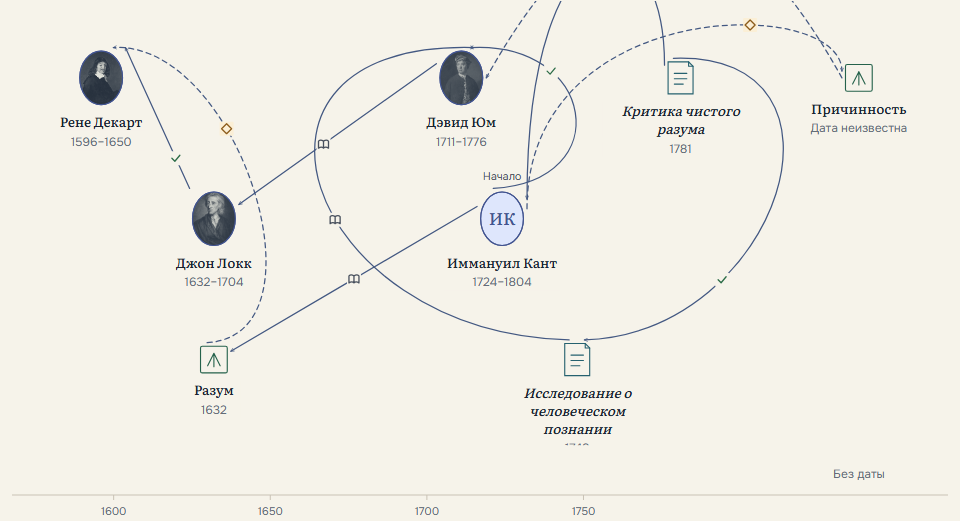 Рене Декарт
1596–1650
Дэвид Юм
1711–1776
Критика чистого
разума
1781
Причинность
Дата неизвестна
Начало
ИК
Джон Локк
1632–1704
Иммануил Кант
1724–1804
Разум
1632
Исследование о
человеческом
познании
Без даты
1600
1650
1700
1750